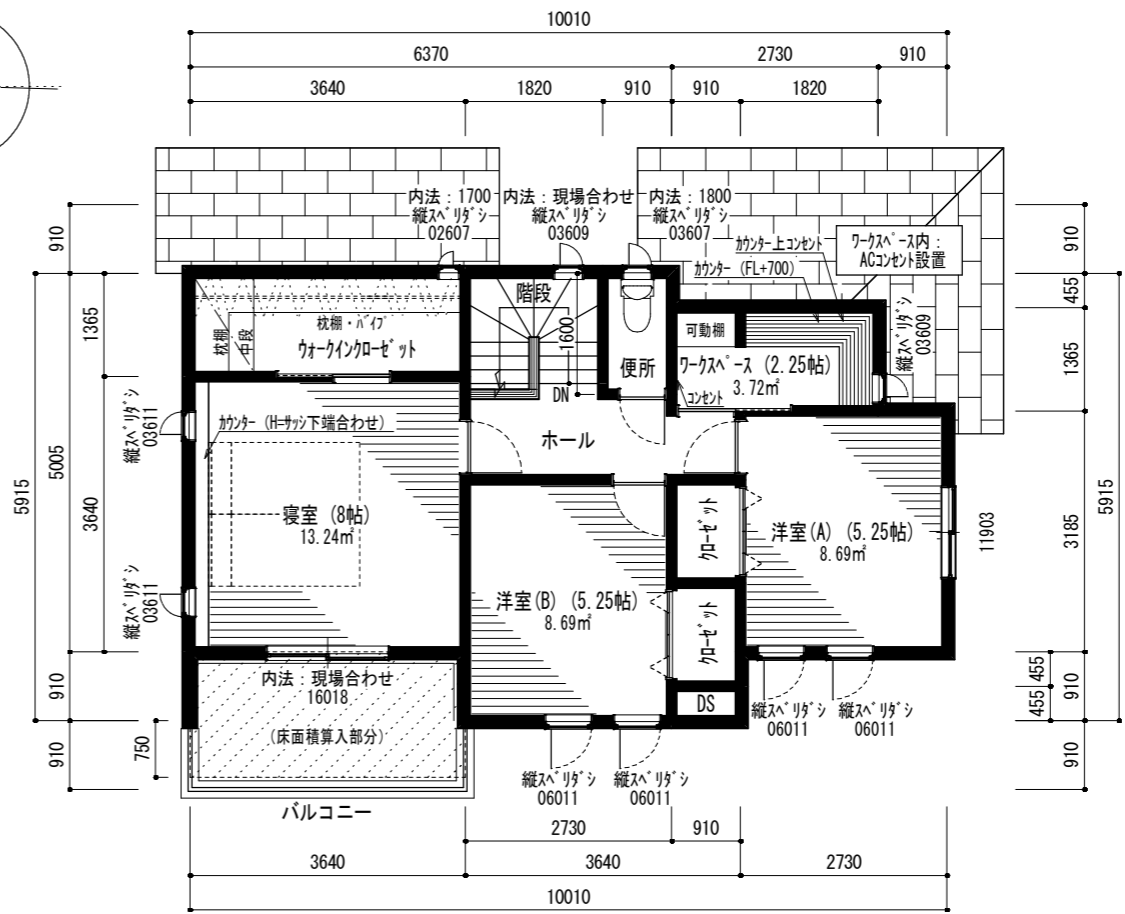 10010
6370
2730
910
3640
1820
910
910
1820
内法：1700
縦スベリダシ
02607
内法：現場合わせ
縦スベリダシ
03609
内法：1800
縦スベリダシ
03607
カウンター上コンセント
カウンター (FL+700)
ワークスペース内：
ACコンセント設置
910
1365
5005
5915
3640
910
910
750
910
455
1365
5915
3185
11903
455
455
910
910
枕棚
中段
枕棚・パイプ
ウォークインクローゼット
階段
1600
DN
便所
可動棚
ワークスペース (2.25帖)
3.72㎡
コンセント
縦スベリダシ
03609
縦スベリダシ
03611
カウンター (H=サッシ下端合わせ)
ホール
寝室 (8帖)
13.24㎡
クローゼット
洋室(A) (5.25帖)
8.69㎡
縦スベリダシ
03611
洋室(B) (5.25帖)
8.69㎡
クローゼット
内法：現場合わせ
16018
DS
(床面積算入部分)
縦スベリダシ
06011
縦スベリダシ
06011
縦スベリダシ
06011
縦スベリダシ
06011
バルコニー
2730
910
3640
3640
2730
10010